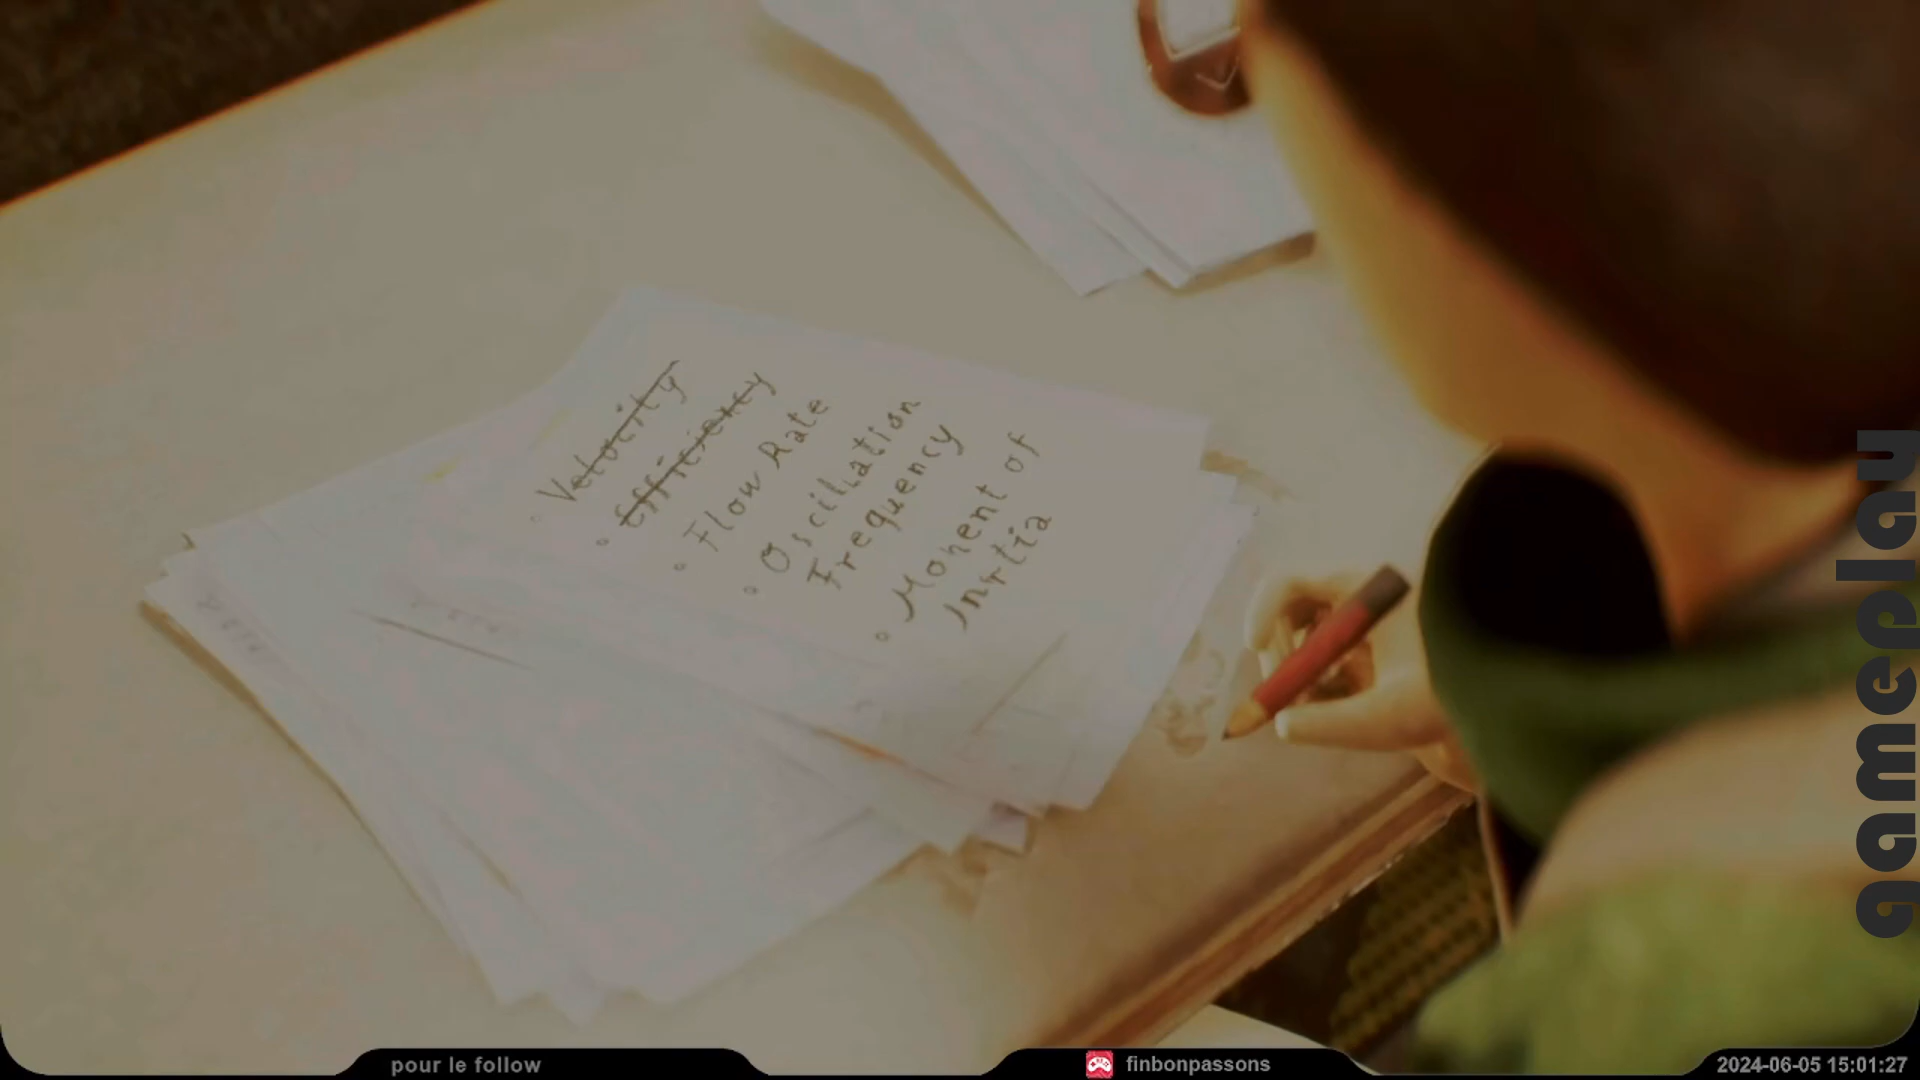 • Velocity
• Efficiency
• Flow Rate
• Oscillation
Frequency
• Moment of
Inrtia
gameplay
pour le follow
finbonpassons
2024-06-05 15:01:27